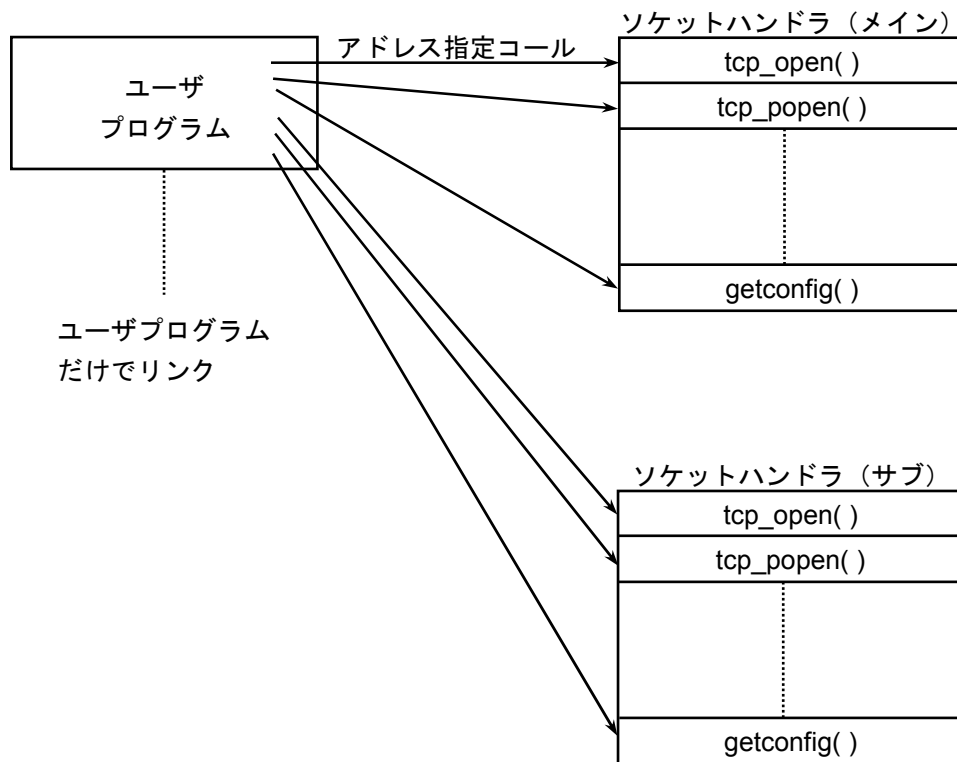 ソケットハンドラ（メイン）
アドレス指定コール
tcp_open( )
ユーザ
プログラム
tcp_popen( )
getconfig( )
ユーザプログラム
だけでリンク
ソケットハンドラ（サブ）
tcp_open( )
tcp_popen( )
getconfig( )